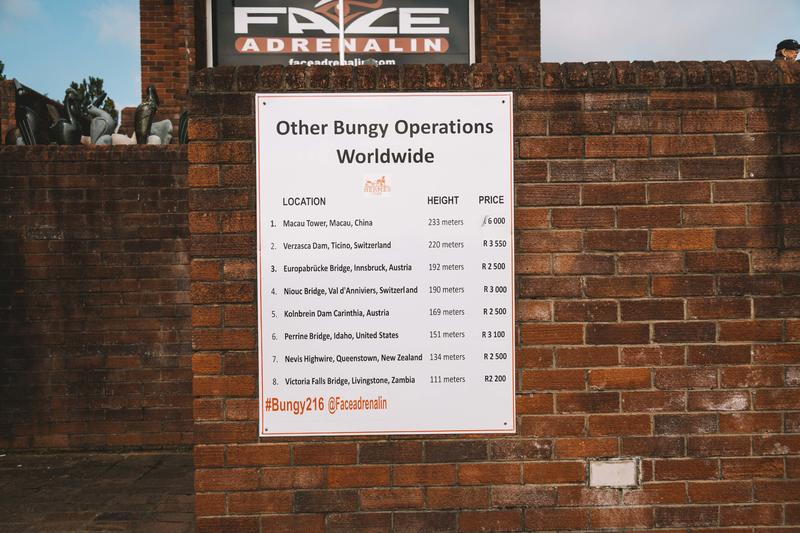 FACE
ADRENALIN
faceadrenalin.com
Other Bungy Operations
Worldwide
HERMES
LOCATION HEIGHT PRICE
1. Macau Tower, Macau, China 233 meters 6 000
2. Verzasca Dam, Ticino, Switzerland 220 meters R 3 550
3. Europabrücke Bridge, Innsbruck, Austria 192 meters R 2 500
4. Niouc Bridge, Val d'Anniviers, Switzerland 190 meters R 3 000
5. Kolnbrein Dam Carinthia, Austria 169 meters R 2 500
6. Perrine Bridge, Idaho, United States 151 meters R 3 100
7. Nevis Highwire, Queenstown, New Zealand 134 meters R 2 500
8. Victoria Falls Bridge, Livingstone, Zambia 111 meters R2 200
#Bungy216 @Faceadrenalin